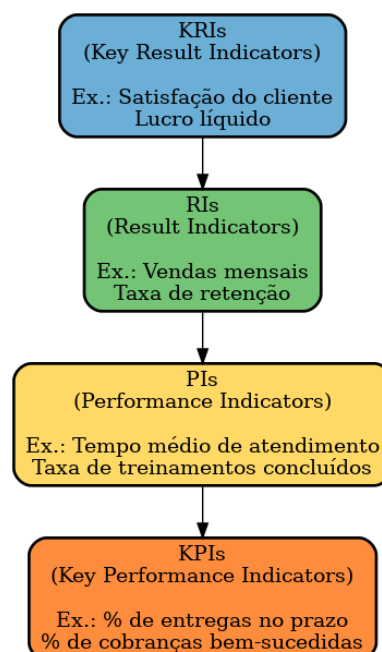 KRIs
(Key Result Indicators)
Ex.: Satisfação do cliente
Lucro líquido
RIs
(Result Indicators)
Ex.: Vendas mensais
Taxa de retenção
PIs
(Performance Indicators)
Ex.: Tempo médio de atendimento
Taxa de treinamentos concluídos
KPIs
(Key Performance Indicators)
Ex.: % de entregas no prazo
% de cobranças bem-sucedidas